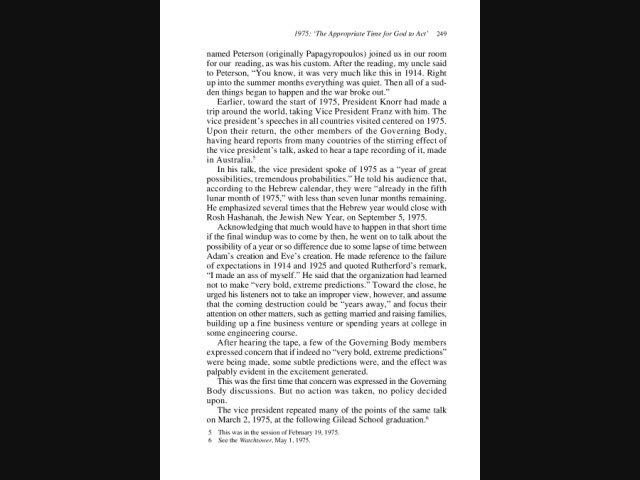 1975: ‘The Appropriate Time for God to Act’ 249
named Peterson (originally Papagyropoulos) joined us in our room
for our reading, as was his custom. After the reading, my uncle said
to Peterson, “You know, it was very much like this in 1914. Right
up into the summer months everything was quiet. Then all of a sud-
den things began to happen and the war broke out.”
Earlier, toward the start of 1975, President Knorr had made a
trip around the world, taking Vice President Franz with him. The
vice president’s speeches in all countries visited centered on 1975.
Upon their return, the other members of the Governing Body,
having heard reports from many countries of the stirring effect of
the vice president’s talk, asked to hear a tape recording of it, made
in Australia.5
In his talk, the vice president spoke of 1975 as a “year of great
possibilities, tremendous probabilities.” He told his audience that,
according to the Hebrew calendar, they were “already in the fifth
lunar month of 1975,” with less than seven lunar months remaining.
He emphasized several times that the Hebrew year would close with
Rosh Hashanah, the Jewish New Year, on September 5, 1975.
Acknowledging that much would have to happen in that short time
if the final windup was to come by then, he went on to talk about the
possibility of a year or so difference due to some lapse of time between
Adam’s creation and Eve’s creation. He made reference to the failure
of expectations in 1914 and 1925 and quoted Rutherford’s remark,
“I made an ass of myself.” He said that the organization had learned
not to make “very bold, extreme predictions.” Toward the close, he
urged his listeners not to take an improper view, however, and assume
that the coming destruction could be “years away,” and focus their
attention on other matters, such as getting married and raising families,
building up a fine business venture or spending years at college in
some engineering course.
After hearing the tape, a few of the Governing Body members
expressed concern that if indeed no “very bold, extreme predictions”
were being made, some subtle predictions were, and the effect was
palpably evident in the excitement generated.
This was the first time that concern was expressed in the Governing
Body discussions. But no action was taken, no policy decided
upon.
The vice president repeated many of the points of the same talk
on March 2, 1975, at the following Gilead School graduation.6
5 This was in the session of February 19, 1975.
6 See the Watchtower, May 1, 1975.